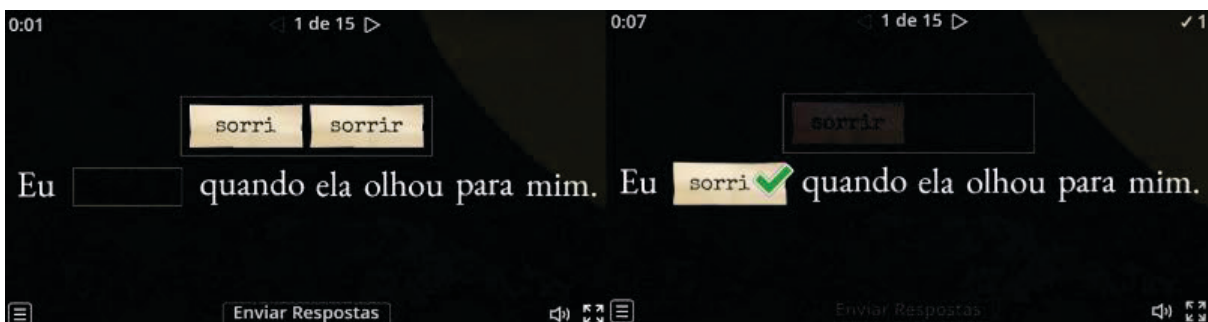 0:01 1 de 15
sorri sorrir
Eu quando ela olhou para mim.
Enviar Respostas
0:07 1 de 15 ✓ 1
sorrir
Eu sorri quando ela olhou para mim.
Enviar Respostas